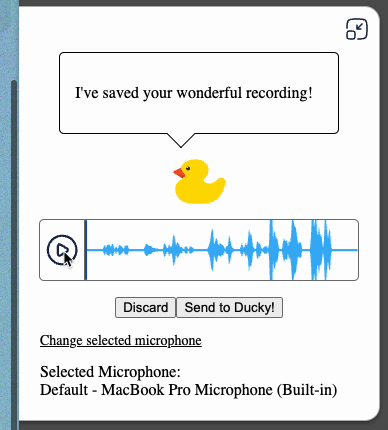 I've saved your wonderful recording!
Discard
Send to Ducky!
Change selected microphone
Selected Microphone:
Default - MacBook Pro Microphone (Built-in)